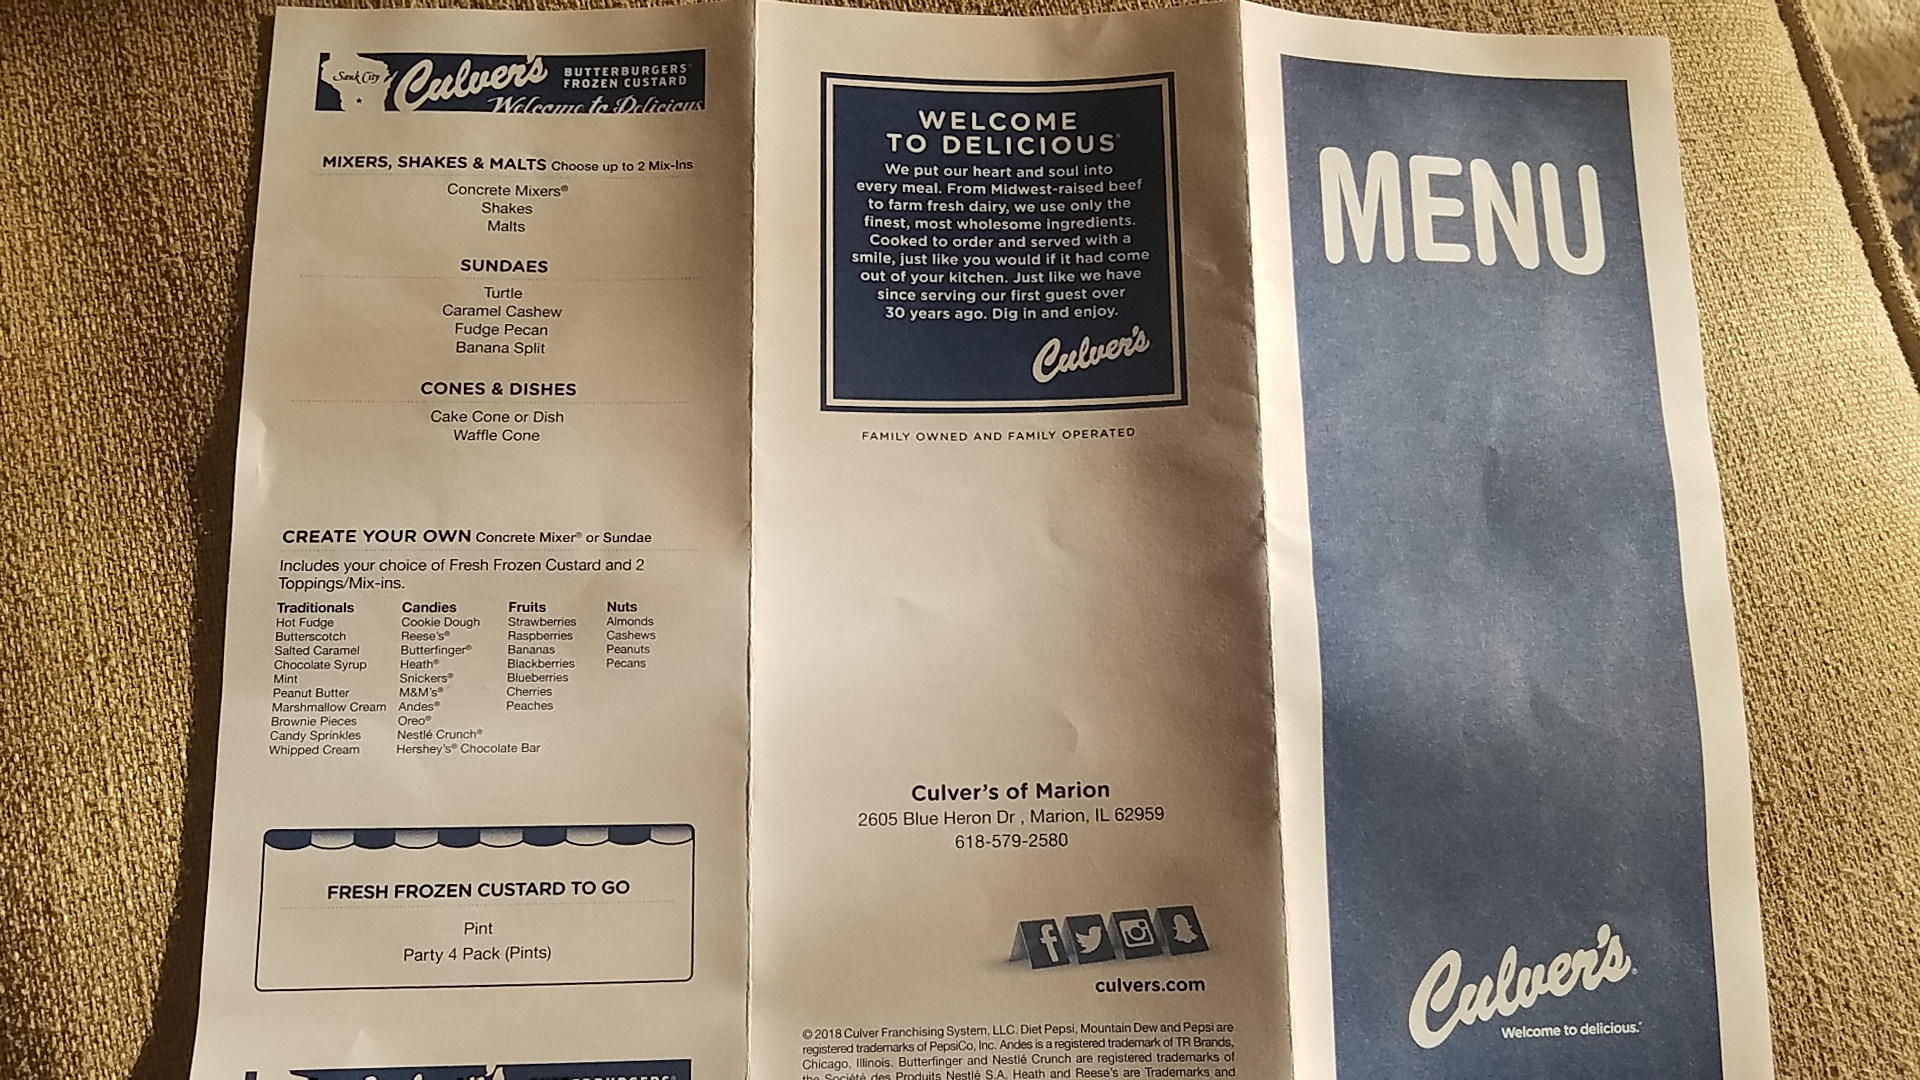 Sauk City
Culver's
BUTTERBURGERS®
FROZEN CUSTARD
Welcome to Delicious
MIXERS, SHAKES & MALTS Choose up to 2 Mix-Ins
Concrete Mixers®
Shakes
Malts
SUNDAES
Turtle
Caramel Cashew
Fudge Pecan
Banana Split
CONES & DISHES
Cake Cone or Dish
Waffle Cone
CREATE YOUR OWN Concrete Mixer® or Sundae
Includes your choice of Fresh Frozen Custard and 2
Toppings/Mix-ins.
Traditionals
Hot Fudge
Butterscotch
Salted Caramel
Chocolate Syrup
Mint
Peanut Butter
Marshmallow Cream
Brownie Pieces
Candy Sprinkles
Whipped Cream
Candies
Cookie Dough
Reese's®
Butterfinger®
Heath®
Snickers®
M&M's®
Andes®
Oreo®
Nestlé Crunch®
Hershey's® Chocolate Bar
Fruits
Strawberries
Raspberries
Bananas
Blackberries
Blueberries
Cherries
Peaches
Nuts
Almonds
Cashews
Peanuts
Pecans
FRESH FROZEN CUSTARD TO GO
Pint
Party 4 Pack (Pints)
WELCOME
TO DELICIOUS®
We put our heart and soul into
every meal. From Midwest-raised beef
to farm fresh dairy, we use only the
finest, most wholesome ingredients.
Cooked to order and served with a
smile, just like you would if it had come
out of your kitchen. Just like we have
since serving our first guest over
30 years ago. Dig in and enjoy.
Culver's
FAMILY OWNED AND FAMILY OPERATED
Culver's of Marion
2605 Blue Heron Dr , Marion, IL 62959
618-579-2580
culvers.com
© 2018 Culver Franchising System, LLC. Diet Pepsi, Mountain Dew and Pepsi are
registered trademarks of PepsiCo, Inc. Andes is a registered trademark of TR Brands,
Chicago, Illinois. Butterfinger and Nestlé Crunch are registered trademarks of
the Société des Produits Nestlé S.A. Heath and Reese's are Trademarks and
MENU
Culver's®
Welcome to delicious.®